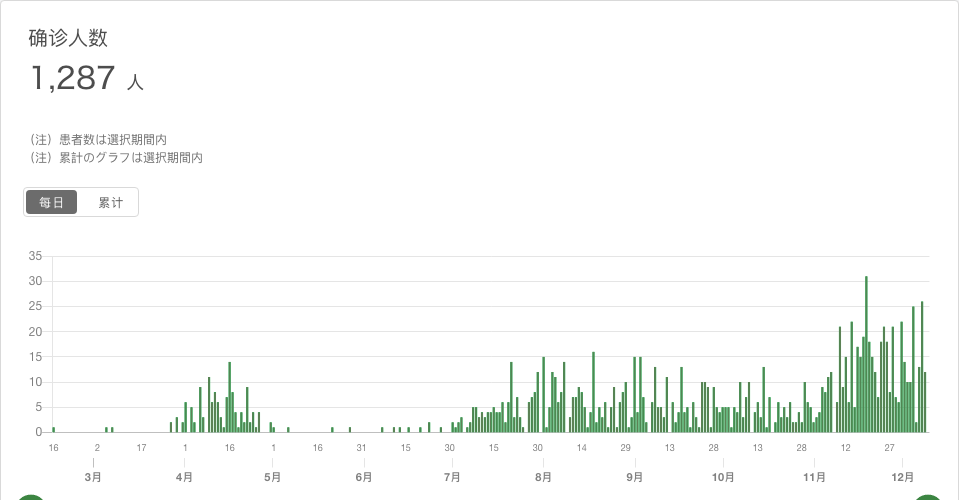 确诊人数
1,287 人
（注）患者数は選択期間内
（注）累計のグラフは選択期間内
每日 累计
35
30
25
20
15
10
5
0
16 2 17 1 16 1 16 31 15 30 15 30 14 29 13 28 13 28 12 27
3月 4月 5月 6月 7月 8月 9月 10月 11月 12月